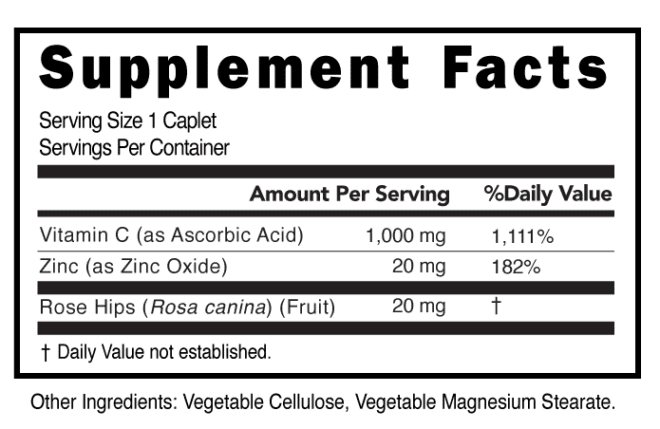 Supplement Facts
Serving Size 1 Caplet
Servings Per Container
Amount Per Serving %Daily Value
Vitamin C (as Ascorbic Acid) 1,000 mg 1,111%
Zinc (as Zinc Oxide) 20 mg 182%
Rose Hips (Rosa canina) (Fruit) 20 mg †
† Daily Value not established.
Other Ingredients: Vegetable Cellulose, Vegetable Magnesium Stearate.